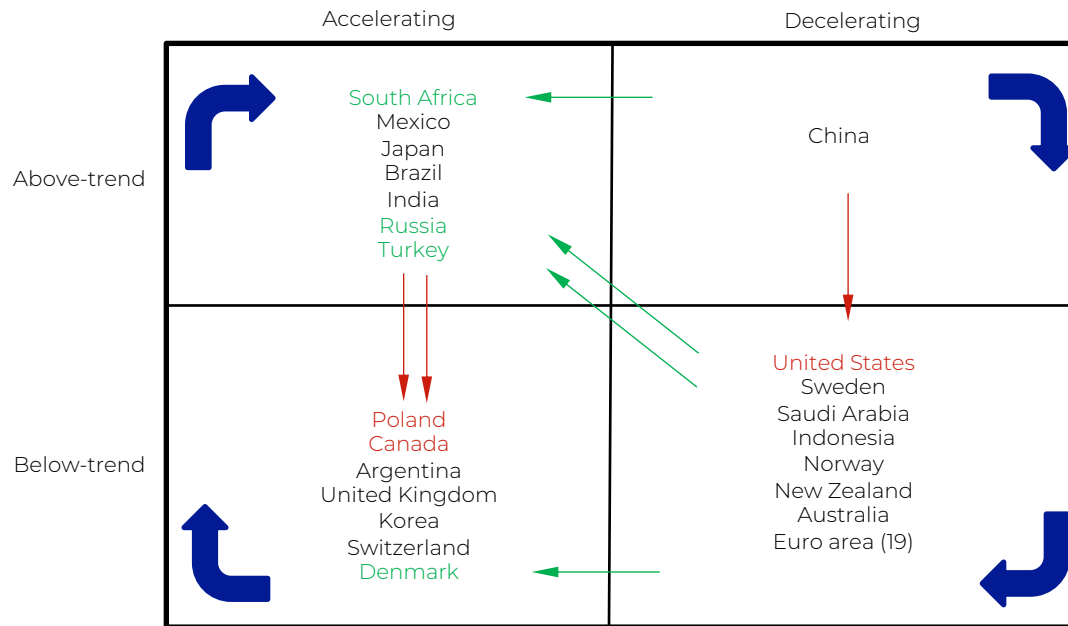 Accelerating
Decelerating
Above-trend
South Africa
Mexico
Japan
Brazil
India
Russia
Turkey
China
Below-trend
Poland
Canada
Argentina
United Kingdom
Korea
Switzerland
Denmark
United States
Sweden
Saudi Arabia
Indonesia
Norway
New Zealand
Australia
Euro area (19)